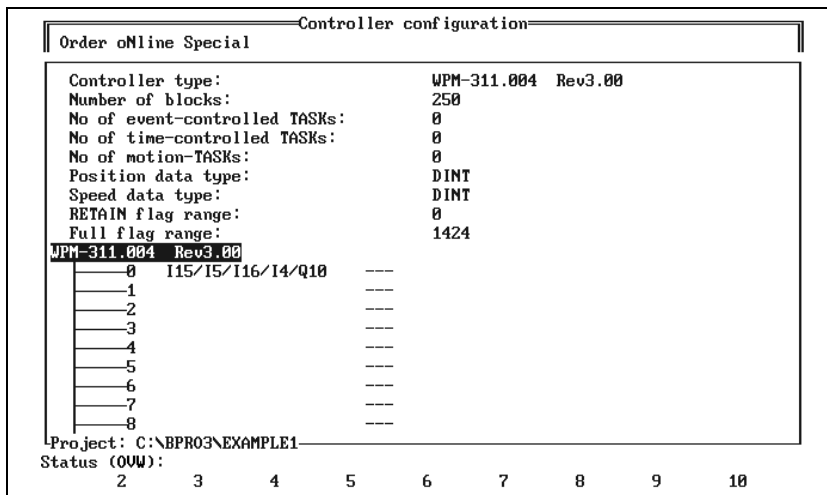 Controller configuration
Order oNline Special
Controller type: WPM-311.004 Rev3.00
Number of blocks: 250
No of event-controlled TASKs: 0
No of time-controlled TASKs: 0
No of motion-TASKs: 0
Position data type: DINT
Speed data type: DINT
RETAIN flag range: 0
Full flag range: 1424
WPM-311.004 Rev3.00
0 I15/I5/I16/I4/Q10 ---
1 ---
2 ---
3 ---
4 ---
5 ---
6 ---
7 ---
8 ---
Project: C:\BPRO3\EXAMPLE1
Status (OVW):
2 3 4 5 6 7 8 9 10